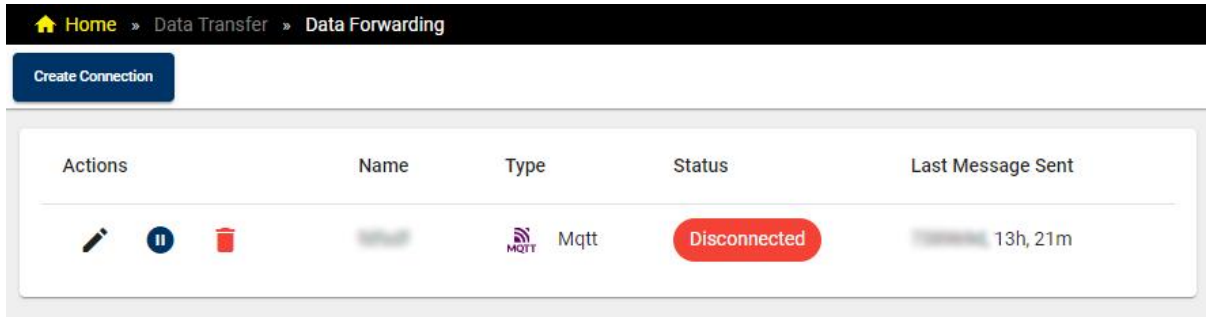 Home » Data Transfer » Data Forwarding
Create Connection
Actions Name Type Status Last Message Sent
MQTT Mqtt Disconnected 13h, 21m